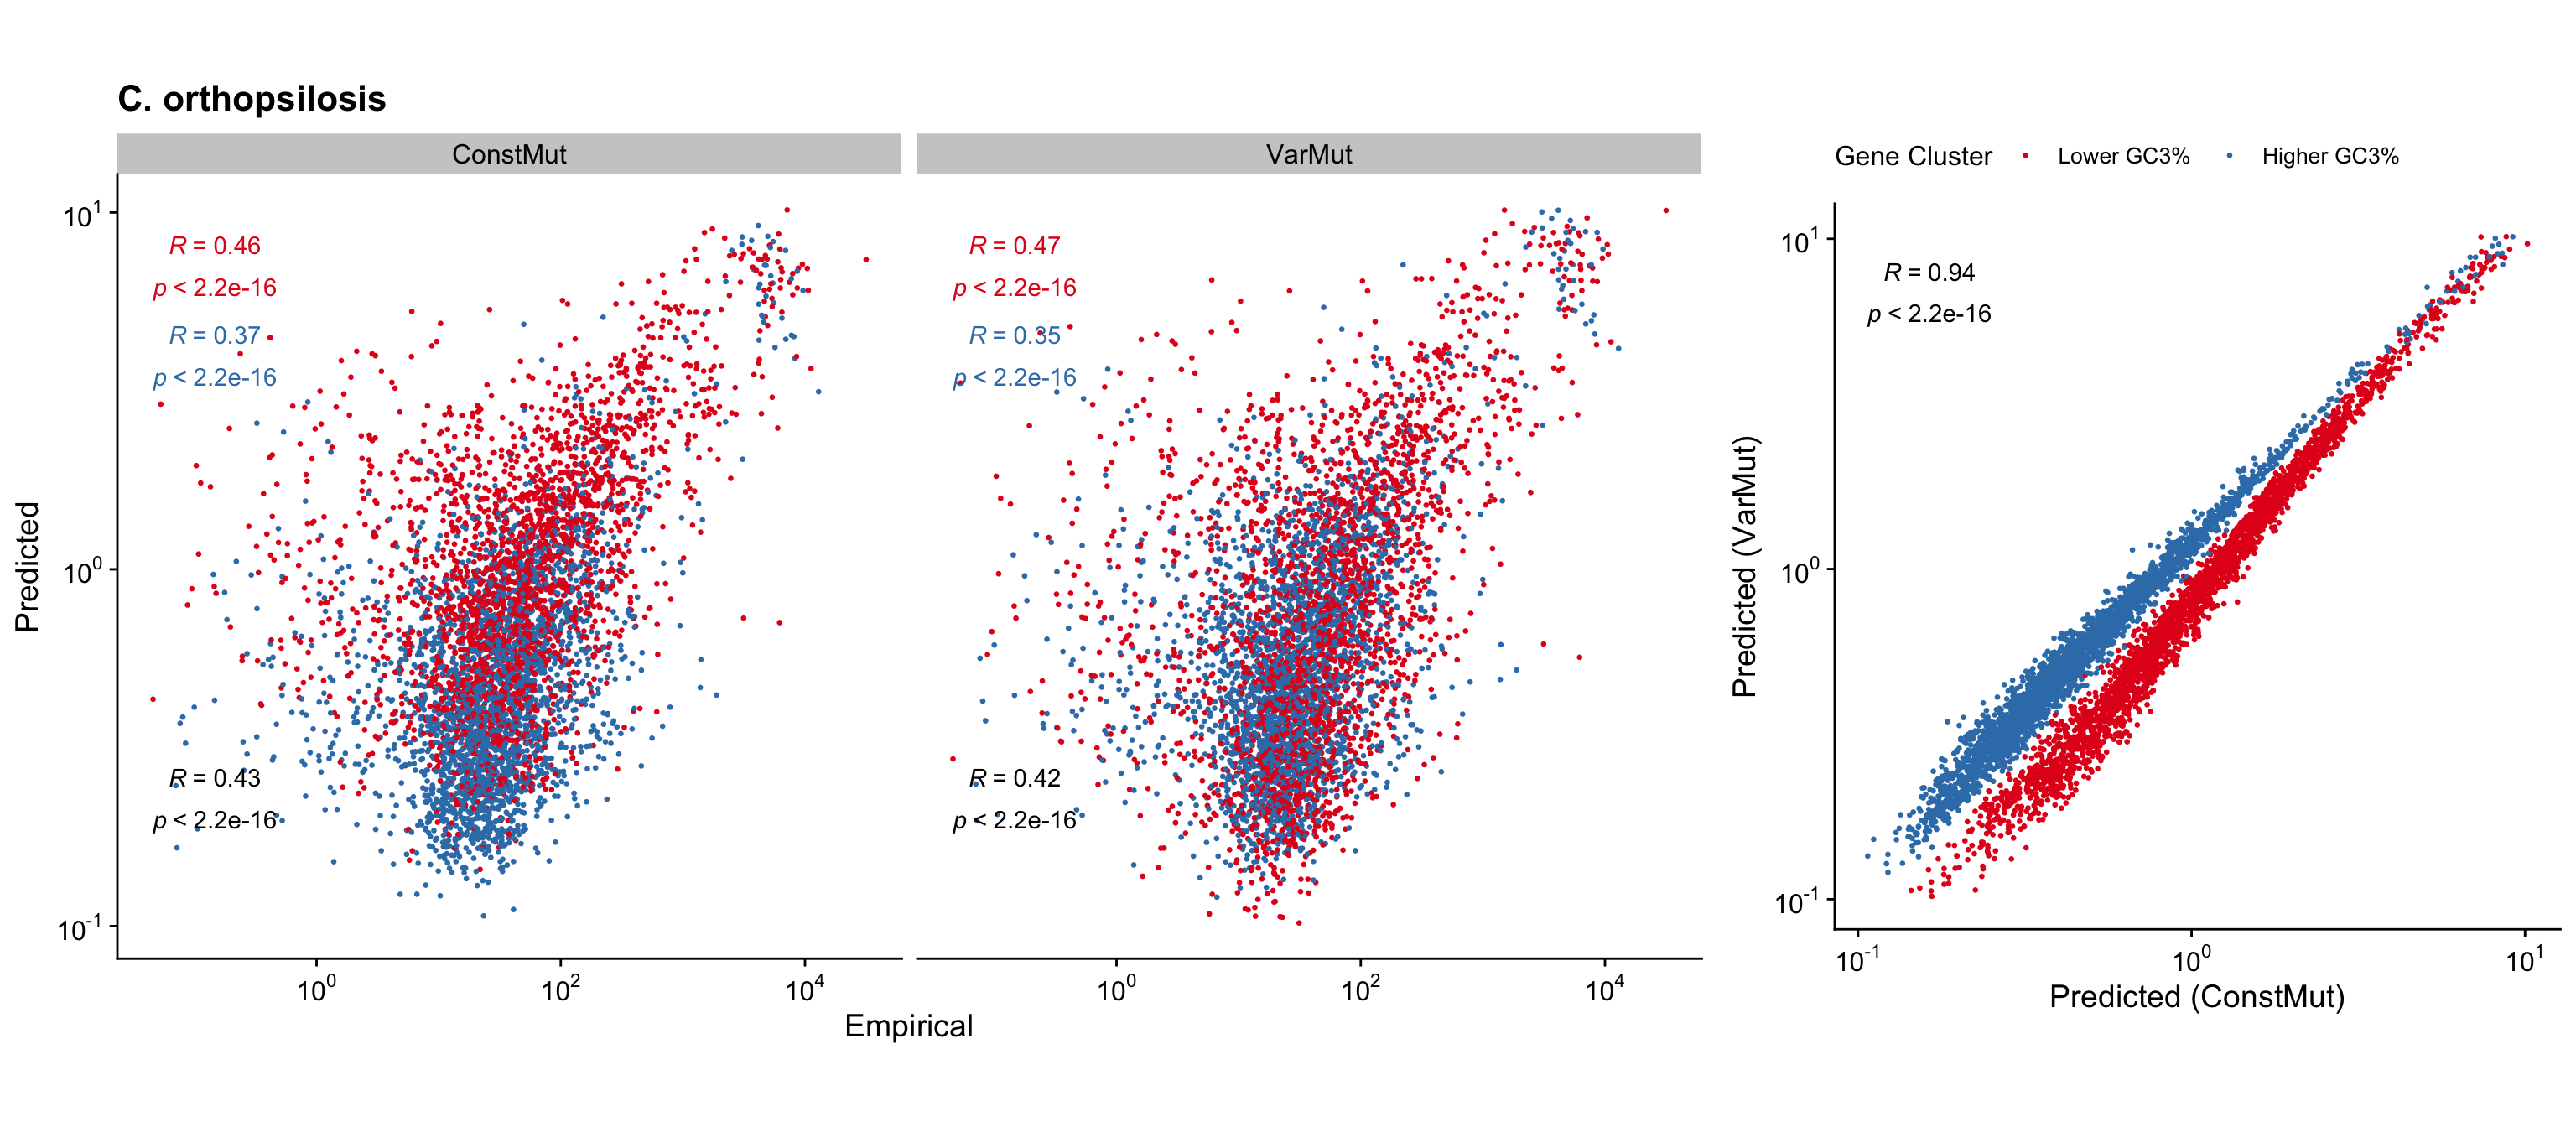 C. orthopsilosis
ConstMut
VarMut
Gene Cluster Lower GC3% Higher GC3%
Predicted
10^1
10^0
10^-1
R = 0.46
p < 2.2e-16
R = 0.37
p < 2.2e-16
R = 0.43
p < 2.2e-16
10^0 10^2 10^4
R = 0.47
p < 2.2e-16
R = 0.35
p < 2.2e-16
R = 0.42
p < 2.2e-16
10^0 10^2 10^4
Empirical
Predicted (VarMut)
10^1
10^0
10^-1
R = 0.94
p < 2.2e-16
10^-1 10^0 10^1
Predicted (ConstMut)